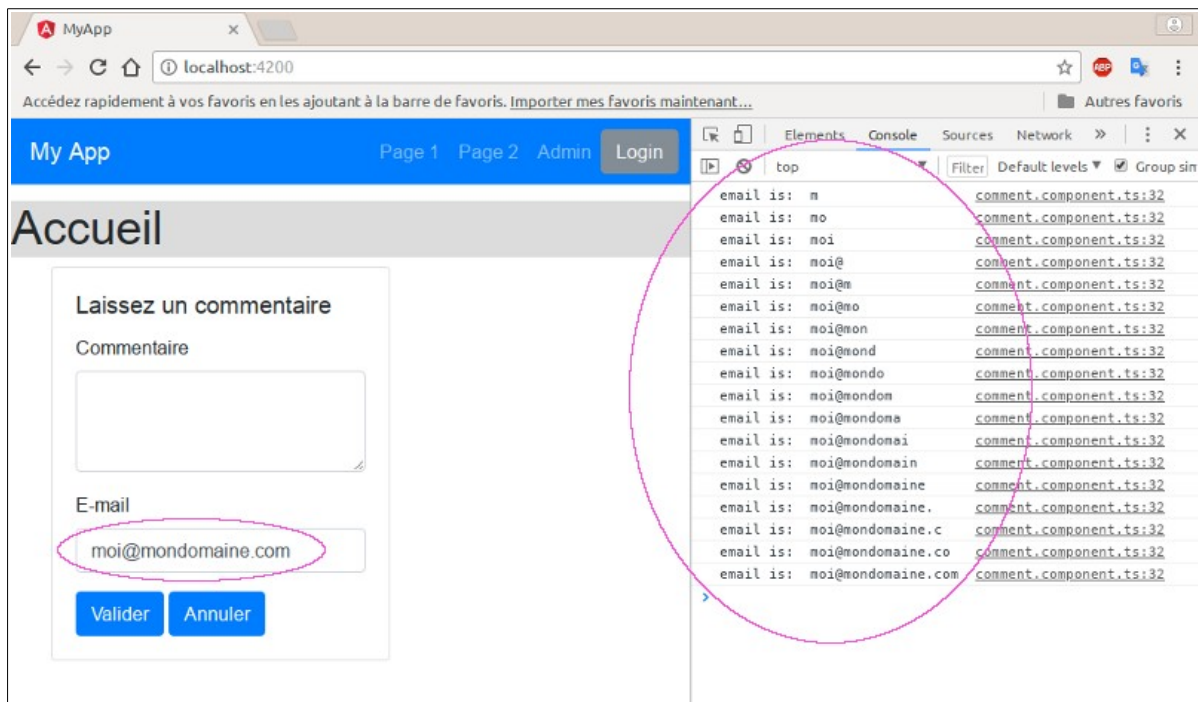 MyApp
localhost:4200
ABP
Accédez rapidement à vos favoris en les ajoutant à la barre de favoris. Importer mes favoris maintenant...
Autres favoris
My App
Page 1
Page 2
Admin
Login
Accueil
Laissez un commentaire
Commentaire
E-mail
moi@mondomaine.com
Valider
Annuler
Elements Console Sources Network »
top Filter Default levels Group sim
email is: m comment.component.ts:32
email is: mo comment.component.ts:32
email is: moi comment.component.ts:32
email is: moi@ comment.component.ts:32
email is: moi@m comment.component.ts:32
email is: moi@mo comment.component.ts:32
email is: moi@mon comment.component.ts:32
email is: moi@mond comment.component.ts:32
email is: moi@mondo comment.component.ts:32
email is: moi@mondom comment.component.ts:32
email is: moi@mondoma comment.component.ts:32
email is: moi@mondomai comment.component.ts:32
email is: moi@mondomain comment.component.ts:32
email is: moi@mondomaine comment.component.ts:32
email is: moi@mondomaine. comment.component.ts:32
email is: moi@mondomaine.c comment.component.ts:32
email is: moi@mondomaine.co comment.component.ts:32
email is: moi@mondomaine.com comment.component.ts:32